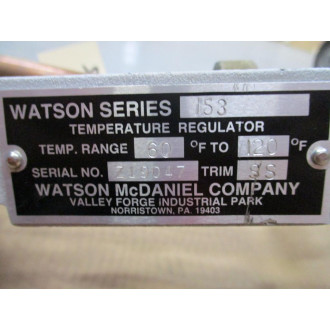 WATSON SERIES 153
TEMPERATURE REGULATOR
TEMP. RANGE 60 °F TO 120 °F
SERIAL NO. TRIM SS
WATSON McDANIEL COMPANY
VALLEY FORGE INDUSTRIAL PARK
NORRISTOWN, PA. 19403